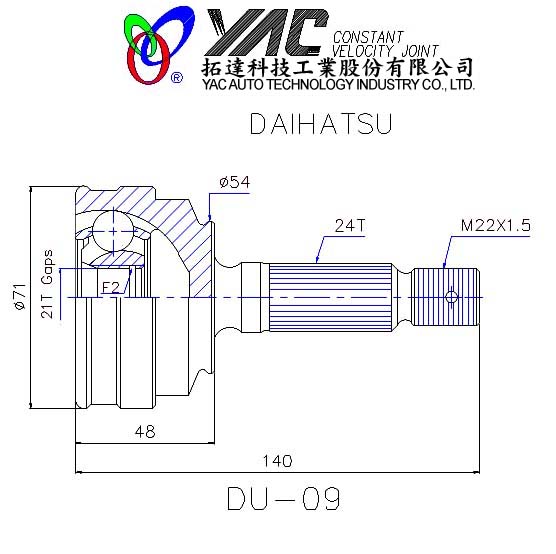 YAC CONSTANT
VELOCITY JOINT
®
拓達科技工業股份有限公司
YAC AUTO TECHNOLOGY INDUSTRY CO., LTD.
DAIHATSU
ø54
24T
M22X1.5
ø71
21T Gaps
F2
48
140
DU-09